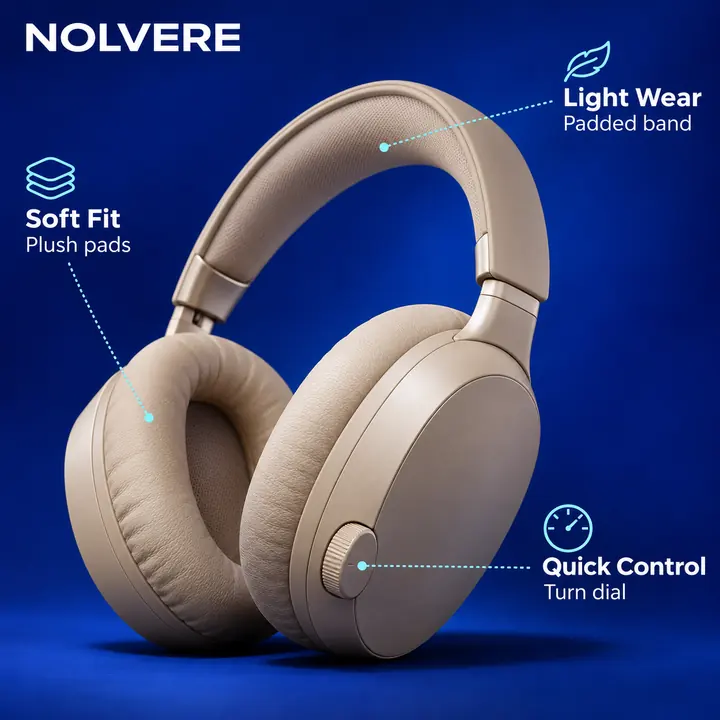 NOLVERE
Light Wear
Padded band
Soft Fit
Plush pads
Quick Control
Turn dial